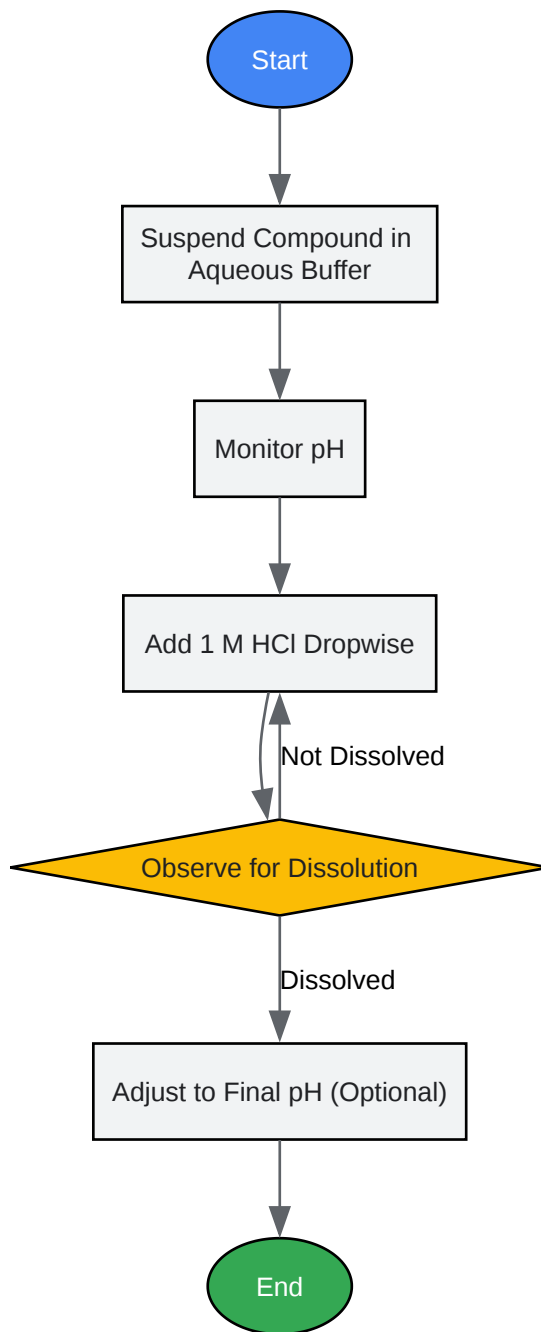 Start
Suspend Compound in
Aqueous Buffer
Monitor pH
Add 1 M HCl Dropwise
Not Dissolved
Observe for Dissolution
Dissolved
Adjust to Final pH (Optional)
End